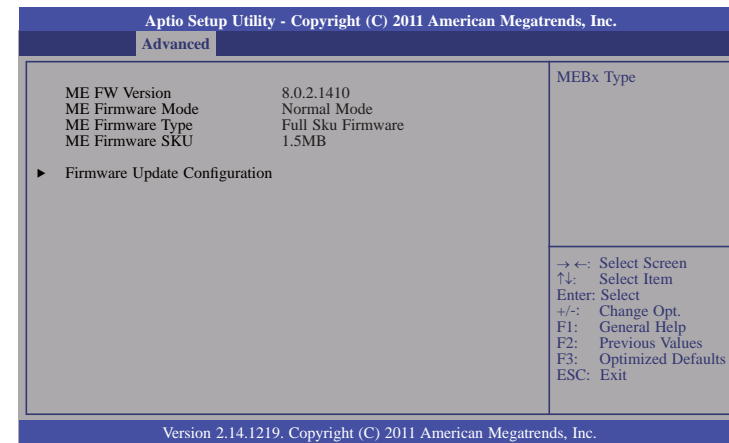 Aptio Setup Utility - Copyright (C) 2011 American Megatrends, Inc.
Advanced
ME FW Version 8.0.2.1410
ME Firmware Mode Normal Mode
ME Firmware Type Full Sku Firmware
ME Firmware SKU 1.5MB
► Firmware Update Configuration
MEBx Type
→ ←: Select Screen
↑↓: Select Item
Enter: Select
+/-: Change Opt.
F1: General Help
F2: Previous Values
F3: Optimized Defaults
ESC: Exit
Version 2.14.1219. Copyright (C) 2011 American Megatrends, Inc.